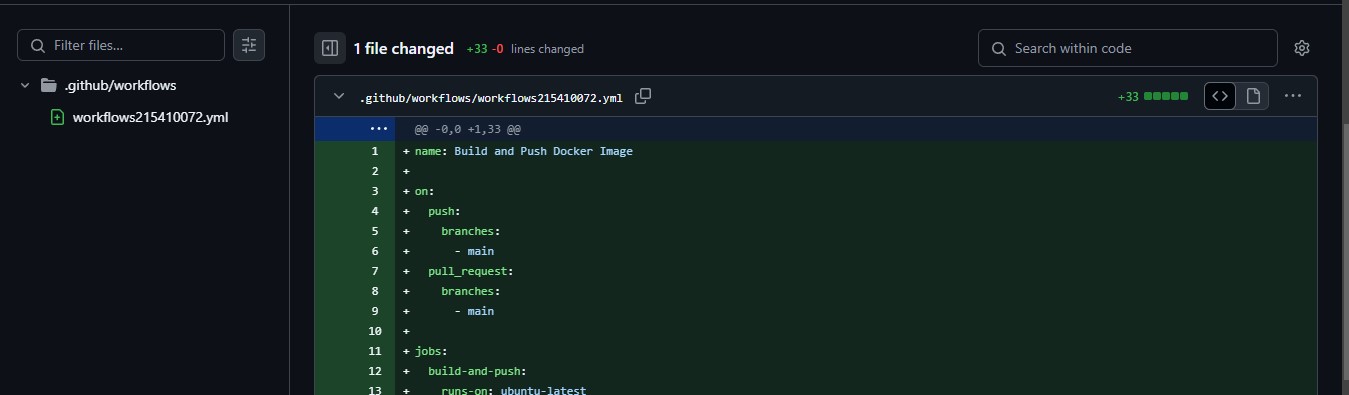 Filter files...
.github/workflows
workflows215410072.yml
1 file changed +33 -0 lines changed
Search within code
.github/workflows/workflows215410072.yml
+33
@@ -0,0 +1,33 @@
1 + name: Build and Push Docker Image
2 +
3 + on:
4 + push:
5 + branches:
6 + - main
7 + pull_request:
8 + branches:
9 + - main
10 +
11 + jobs:
12 + build-and-push:
13 + runs-on: ubuntu-latest